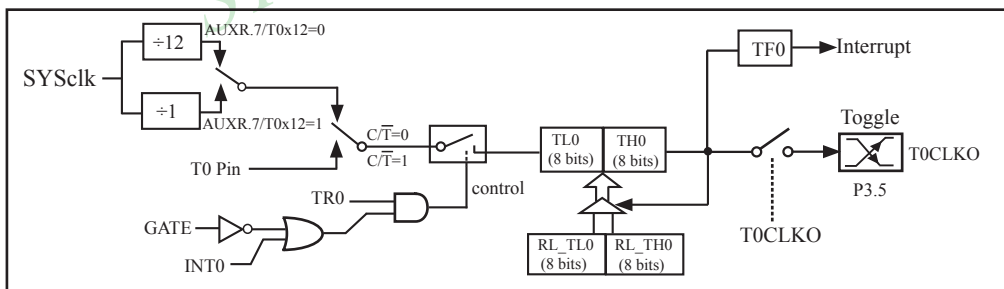 AUXR.7/T0x12=0
÷12
SYSclk
÷1
AUXR.7/T0x12=1
T0 Pin
C/T̅=0
C/T̅=1
TR0
control
GATE
INT0
TL0
(8 bits)
TH0
(8 bits)
RL_TL0
(8 bits)
RL_TH0
(8 bits)
TF0
Interrupt
Toggle
T0CLKO
P3.5
T0CLKO